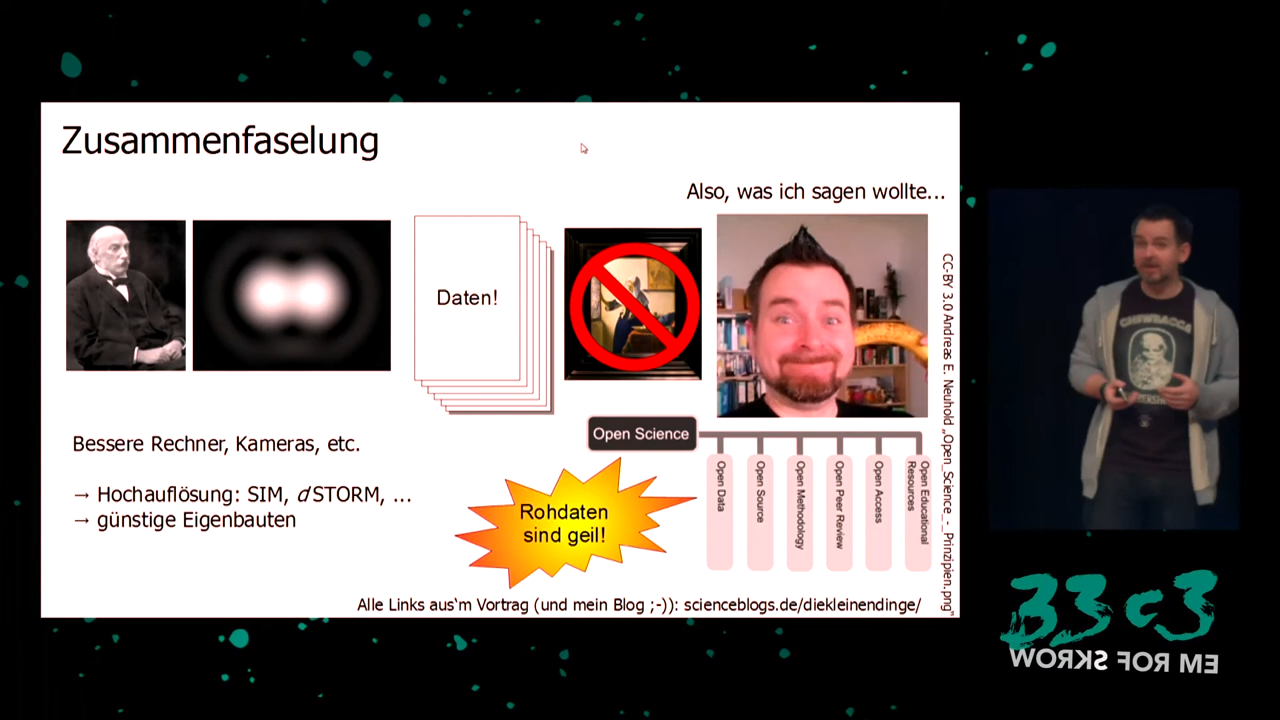 Zusammenfaselung
Also, was ich sagen wollte...
Daten!
CC-BY 3.0 Andreas E. Neuhold „Open_Science_-_Prinzipien.png“
Bessere Rechner, Kameras, etc.
→ Hochauflösung: SIM, dSTORM, ...
→ günstige Eigenbauten
Open Science
Open Data
Open Source
Open Methodology
Open Peer Review
Open Access
Open Educational
Resources
Rohdaten
sind geil!
Alle Links aus‘m Vortrag (und mein Blog ;-)): scienceblogs.de/diekleinendinge/
CHEWBACCA
33c3
WORKS FOR ME